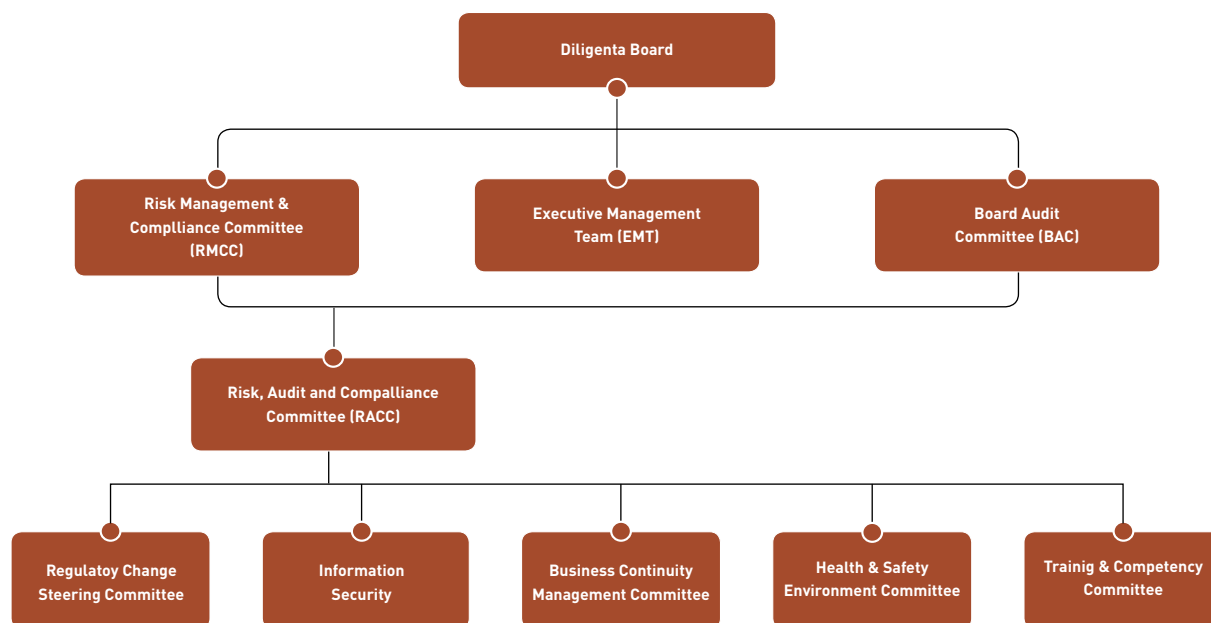 Diligenta Board
Risk Management &
Complliance Committee
(RMCC)
Executive Management
Team (EMT)
Board Audit
Committee (BAC)
Risk, Audit and Compalliance
Committee (RACC)
Regulatoy Change
Steering Committee
Information
Security
Business Continuity
Management Committee
Health & Safety
Environment Committee
Trainig & Competency
Committee